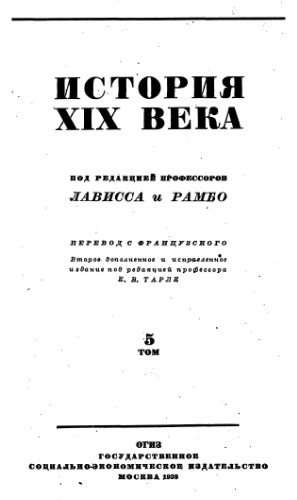 ИСТОРИЯ
XIX ВЕКА
ПОД РЕДАКЦИЕЙ ПРОФЕССОРОВ
ЛАВИССА и РАМБО
ПЕРЕВОД С ФРАНЦУЗСКОГО
Второе дополненное и исправленное
издание под редакцией профессора
Е. В. ТАРЛЕ
5
ТОМ
ОГИЗ
ГОСУДАРСТВЕННОЕ
СОЦИАЛЬНО-ЭКОНОМИЧЕСКОЕ ИЗДАТЕЛЬСТВО
МОСКВА 1938